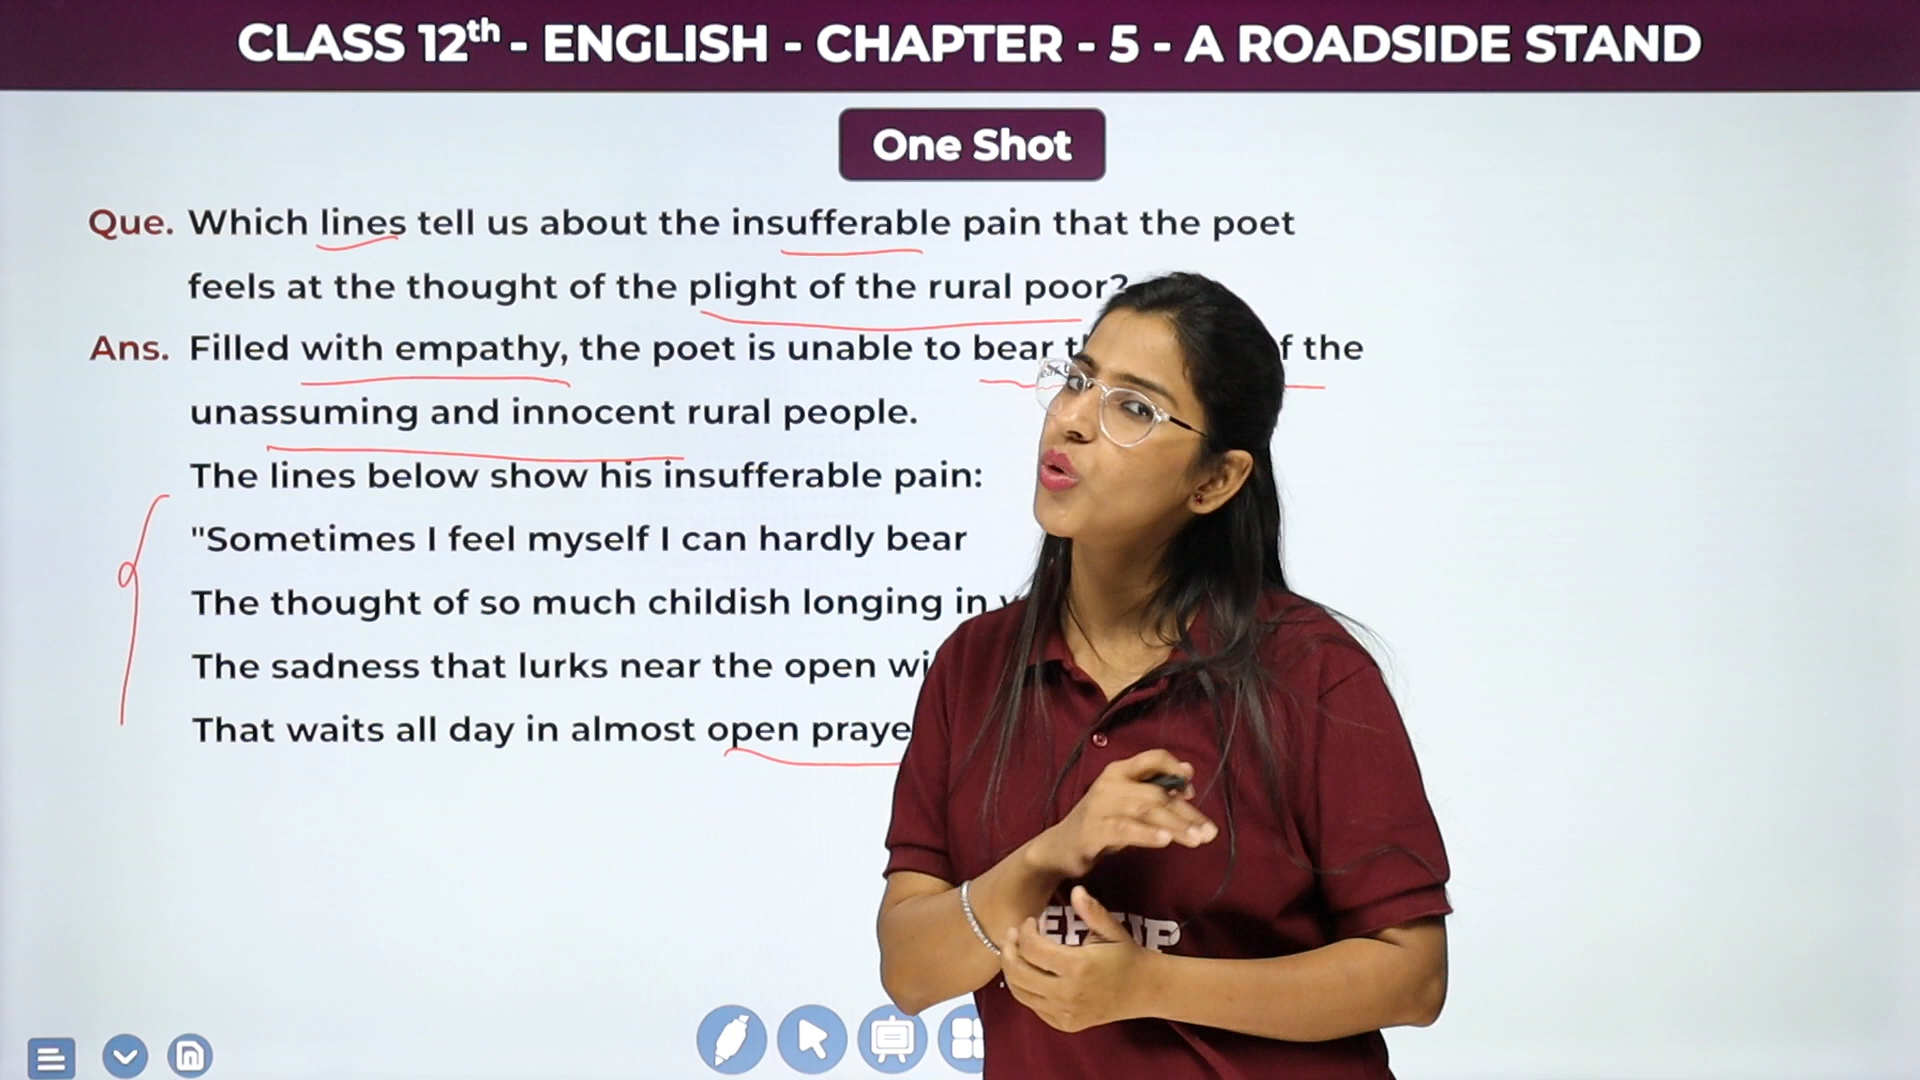 CLASS 12th - ENGLISH - CHAPTER - 5 - A ROADSIDE STAND
One Shot
Que. Which lines tell us about the insufferable pain that the poet
feels at the thought of the plight of the rural poor?
Ans. Filled with empathy, the poet is unable to bear the
unassuming and innocent rural people.
The lines below show his insufferable pain:
"Sometimes I feel myself I can hardly bear
The thought of so much childish longing in
The sadness that lurks near the open
That waits all day in almost open